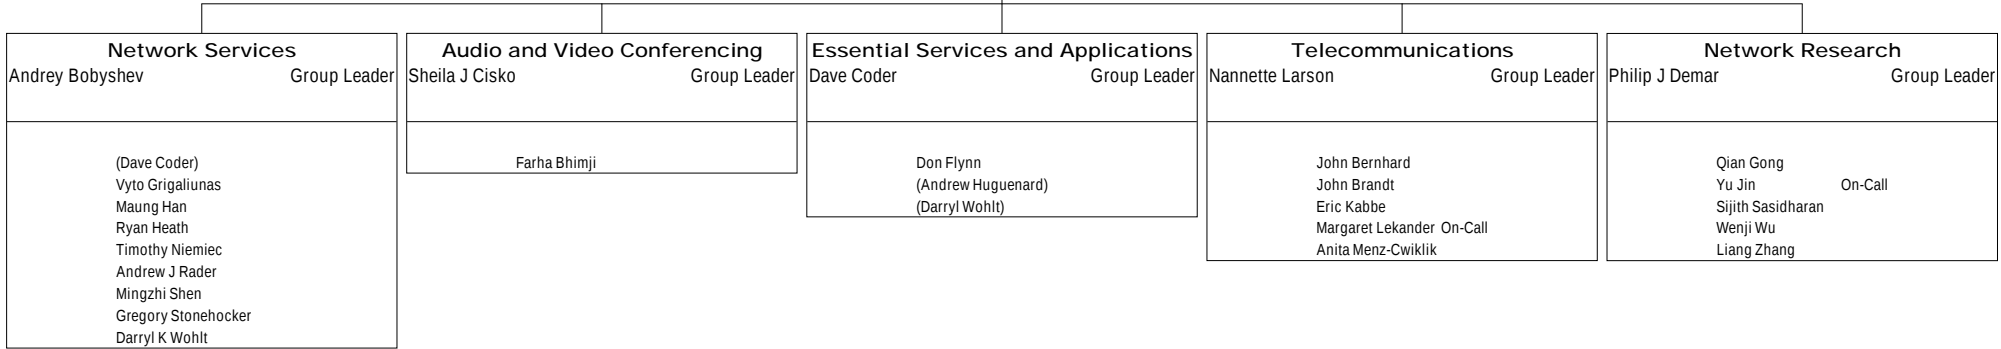 Network Services
Andrey Bobyshev Group Leader
(Dave Coder)
Vyto Grigaliunas
Maung Han
Ryan Heath
Timothy Niemiec
Andrew J Rader
Mingzhi Shen
Gregory Stonehocker
Darryl K Wohlt
Audio and Video Conferencing
Sheila J Cisko Group Leader
Farha Bhimji
Essential Services and Applications
Dave Coder Group Leader
Don Flynn
(Andrew Huguenard)
(Darryl Wohlt)
Telecommunications
Nannette Larson Group Leader
John Bernhard
John Brandt
Eric Kabbe
Margaret Lekander On-Call
Anita Menz-Cwiklik
Network Research
Philip J Demar Group Leader
Qian Gong
Yu Jin On-Call
Sijith Sasidharan
Wenji Wu
Liang Zhang